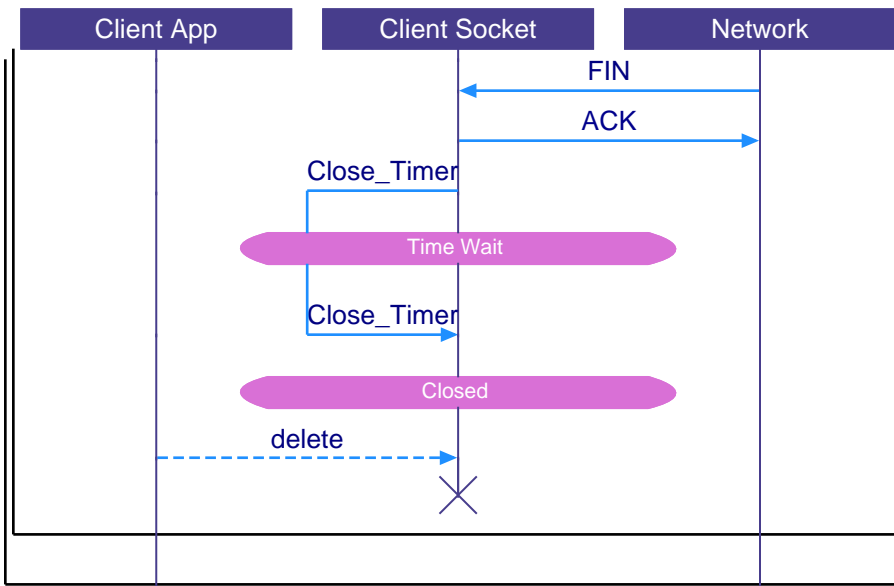 Client App
Client Socket
Network
FIN
ACK
Close_Timer
Time Wait
Close_Timer
Closed
delete